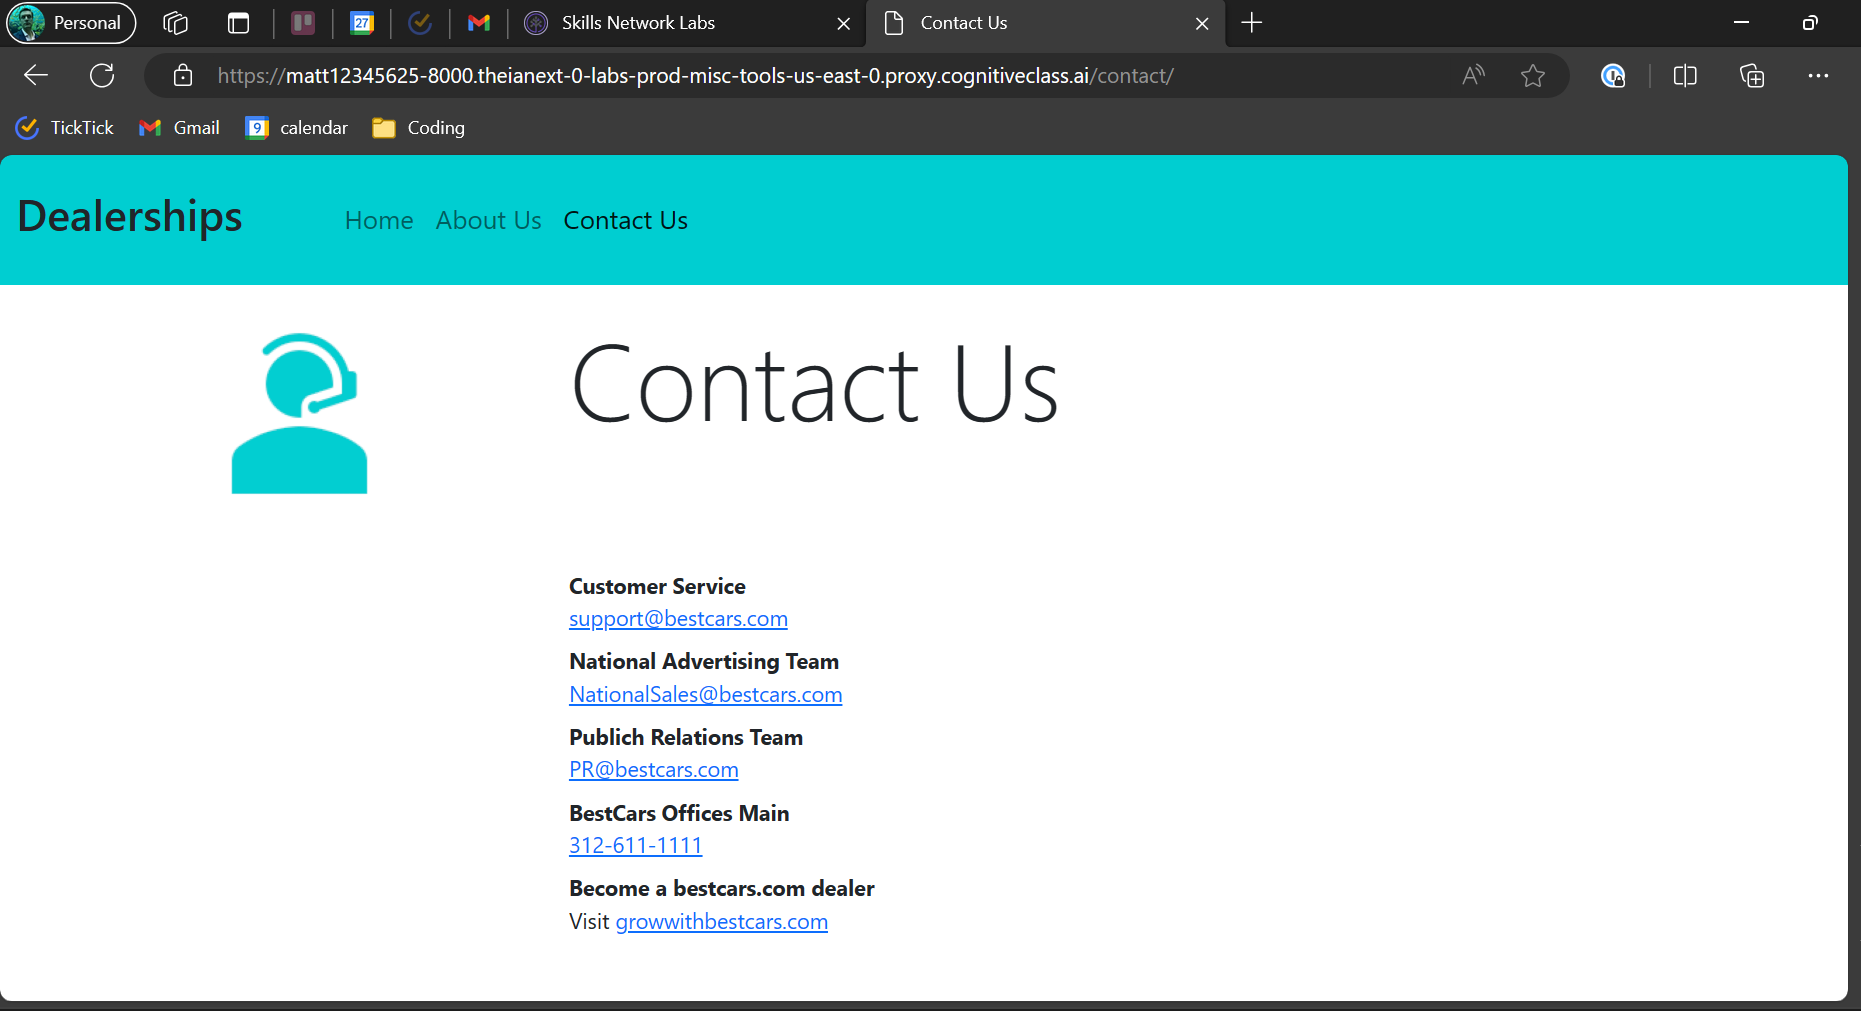 Personal
27
Skills Network Labs
Contact Us
https://matt12345625-8000.theianext-0-labs-prod-misc-tools-us-east-0.proxy.cognitiveclass.ai/contact/
TickTick
Gmail
9 calendar
Coding
Dealerships
Home
About Us
Contact Us
Contact Us
Customer Service
support@bestcars.com
National Advertising Team
NationalSales@bestcars.com
Publich Relations Team
PR@bestcars.com
BestCars Offices Main
312-611-1111
Become a bestcars.com dealer
Visit growwithbestcars.com